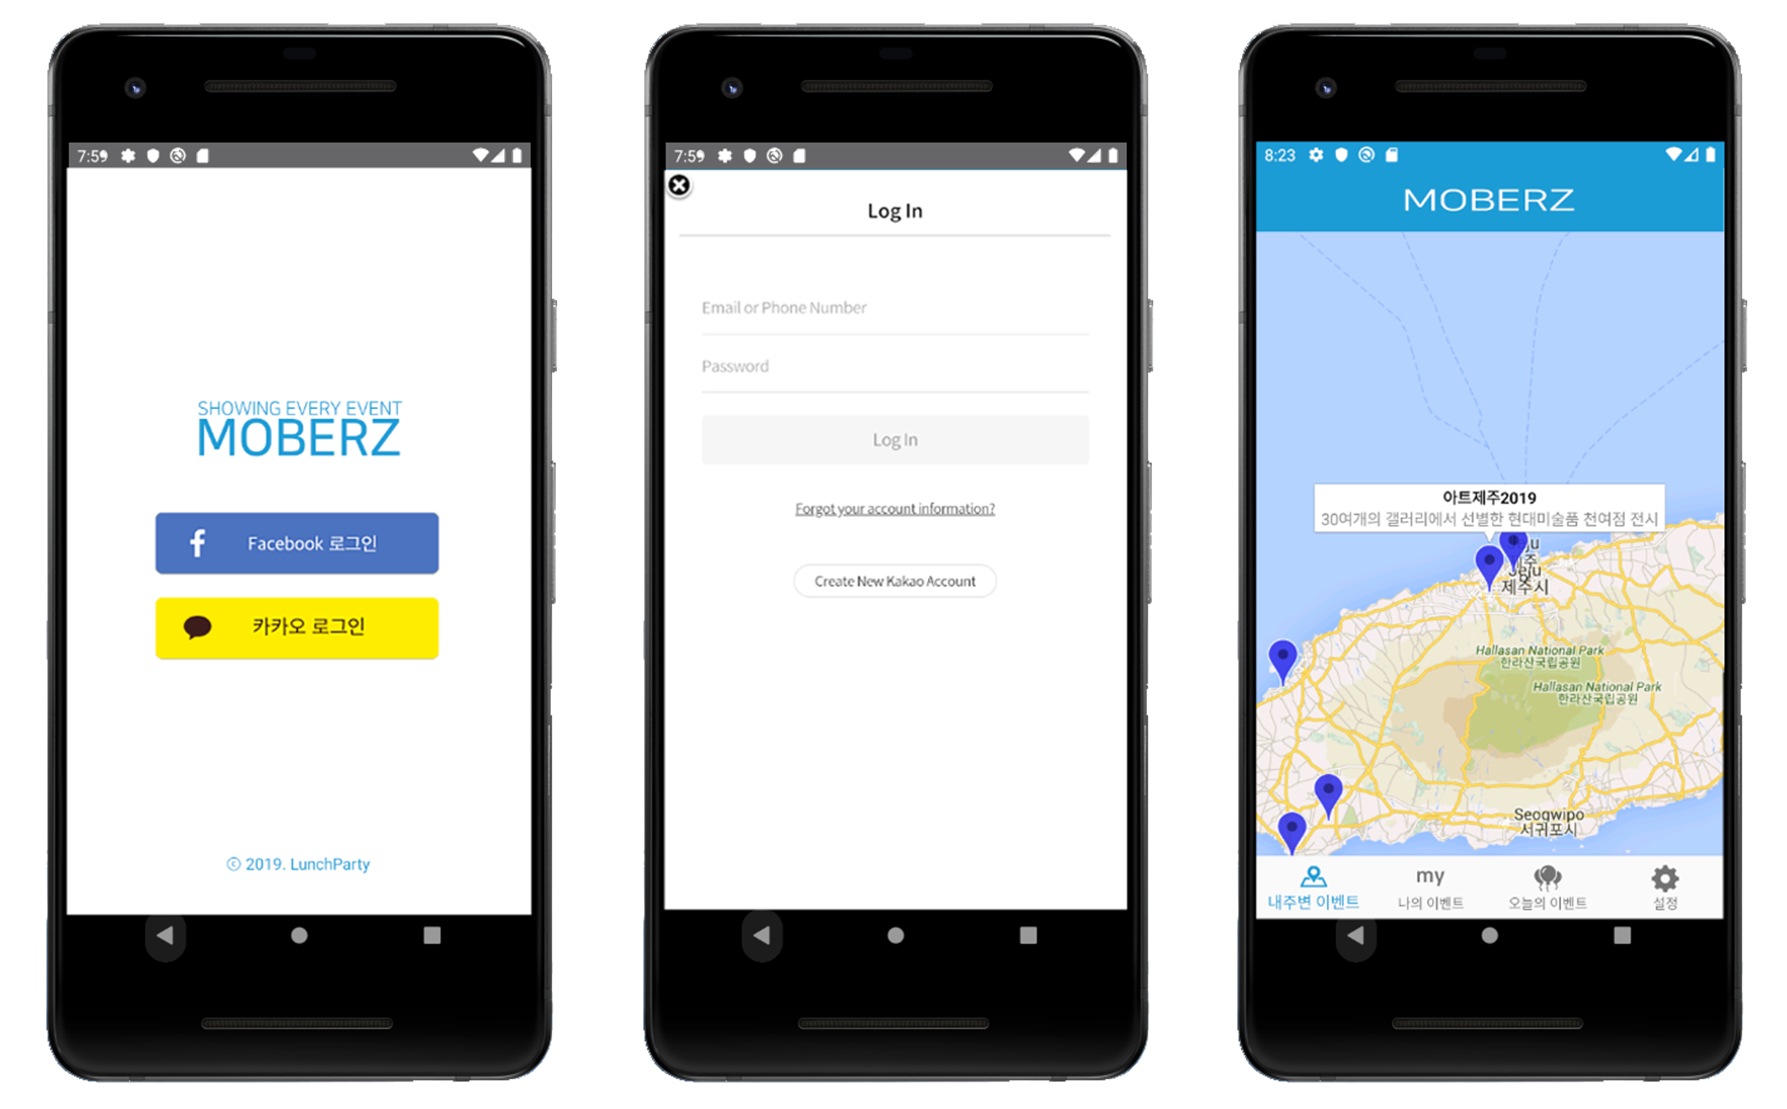 7:59
SHOWING EVERY EVENT
MOBERZ
Facebook 로그인
카카오 로그인
ⓒ 2019. LunchParty
7:59
Log In
Email or Phone Number
Password
Log In
Forgot your account information?
Create New Kakao Account
8:23
MOBERZ
아트제주2019
30여개의 갤러리에서 선별한 현대미술품 천여점 전시
Jeju
제주시
Hallasan National Park
한라산국립공원
Hallasan National Park
한라산국립공원
Seogwipo
서귀포시
my
내주변 이벤트
나의 이벤트
오늘의 이벤트
설정